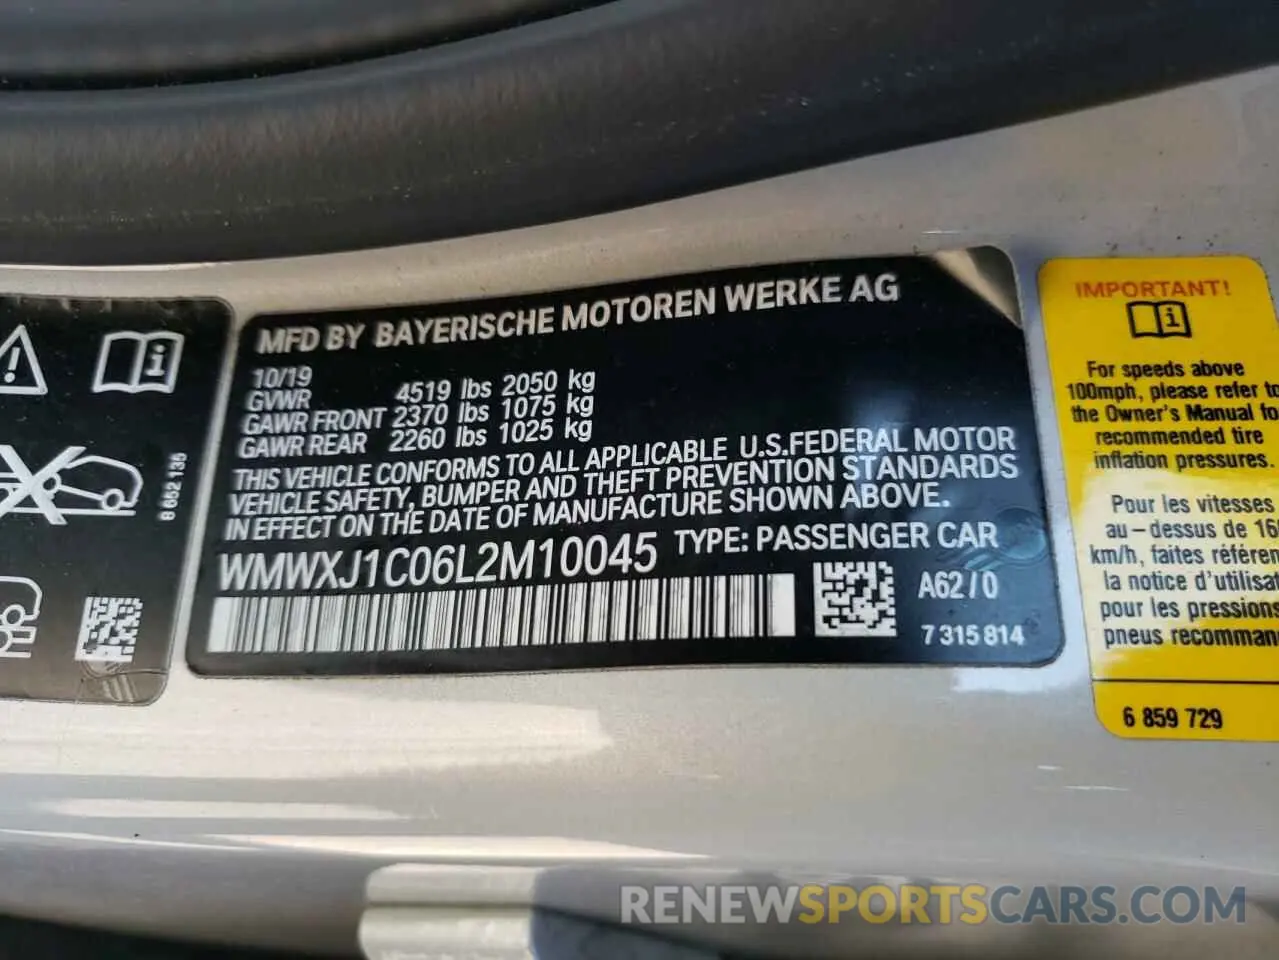 8 652 135
MFD BY BAYERISCHE MOTOREN WERKE AG
10/19
GVWR 4519 lbs 2050 kg
GAWR FRONT 2370 lbs 1075 kg
GAWR REAR 2260 lbs 1025 kg
THIS VEHICLE CONFORMS TO ALL APPLICABLE U.S.FEDERAL MOTOR
VEHICLE SAFETY, BUMPER AND THEFT PREVENTION STANDARDS
IN EFFECT ON THE DATE OF MANUFACTURE SHOWN ABOVE.
WMWXJ1C06L2M10045 TYPE: PASSENGER CAR
A62/0
7 315 814
IMPORTANT!
For speeds above
100mph, please refer to
the Owner's Manual fo
recommended tire
inflation pressures.
Pour les vitesses
au-dessus de 16
km/h, faites référen
la notice d'utilisat
pour les pressions
pneus recomman
6 859 729
RENEWSPORTSCARS.COM